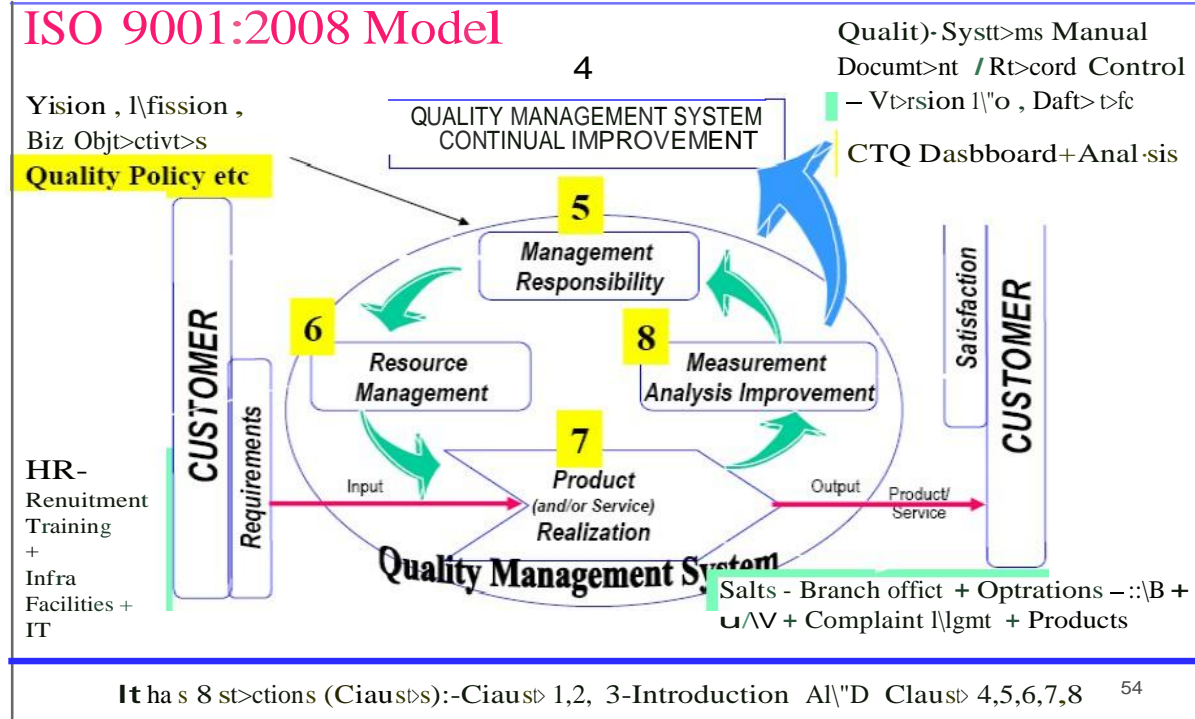 ISO 9001:2008 Model
Qualit)-Systt>ms Manual
Documt>nt /Rt>cord Control
– Vt>rsion l\"o , Daft> t>fc
CTQ Dasbboard+Anal·sis
4
QUALITY MANAGEMENT SYSTEM
CONTINUAL IMPROVEMENT
Yision , l\fission ,
Biz Objt>ctivt>s
Quality Policy etc
5
Management
Responsibility
6
Resource
Management
8
Measurement
Analysis Improvement
7
Product
(and/or Service)
Realization
CUSTOMER
Requirements
Input
Output
Product/
Service
Satisfaction
CUSTOMER
Quality Management System
HR-
Renuitment
Training
+
Infra
Facilities +
IT
Salts - Branch offict + Optrations –::\B +
u/\V + Complaint l\lgmt + Products
It ha s 8 st>ctions (Ciaust>s):-Ciaust> 1,2, 3-Introduction Al\"D Claust> 4,5,6,7,8
54